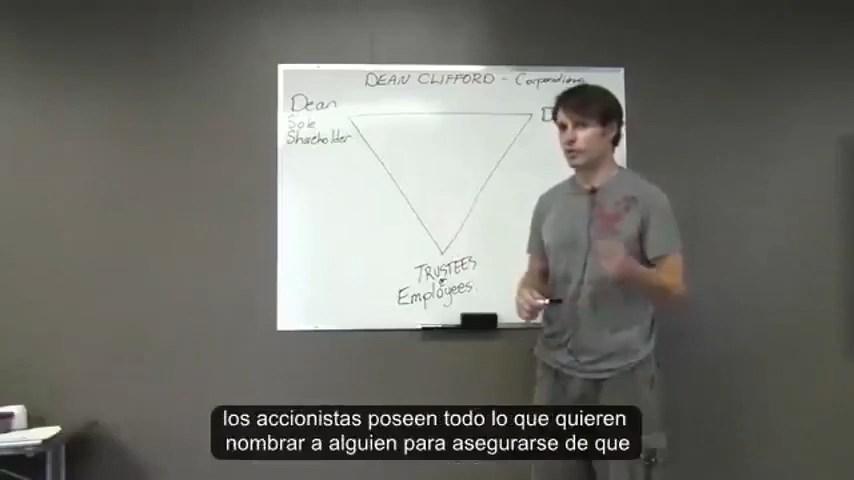 DEAN CLIFFORD - Corporations
Dean
Sole
Shareholder
TRUSTEES
Employees.
los accionistas poseen todo lo que quieren
nombrar a alguien para asegurarse de que